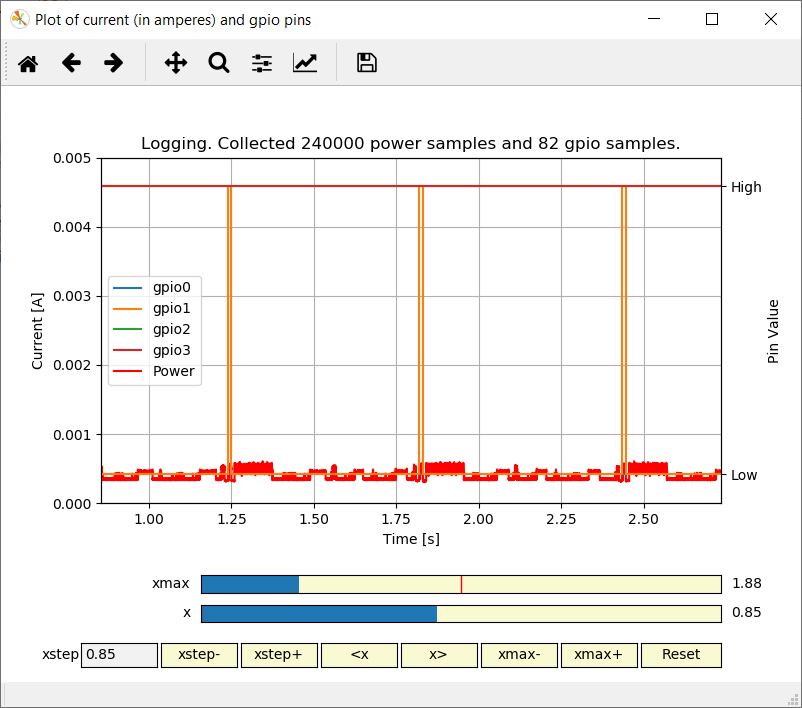 Plot of current (in amperes) and gpio pins
Logging. Collected 240000 power samples and 82 gpio samples.
0.005
0.004
0.003
0.002
0.001
0.000
Current [A]
gpio0
gpio1
gpio2
gpio3
Power
High
Low
Pin Value
1.00 1.25 1.50 1.75 2.00 2.25 2.50
Time [s]
xmax 1.88
x 0.85
xstep 0.85 xstep- xstep+ <x x> xmax- xmax+ Reset